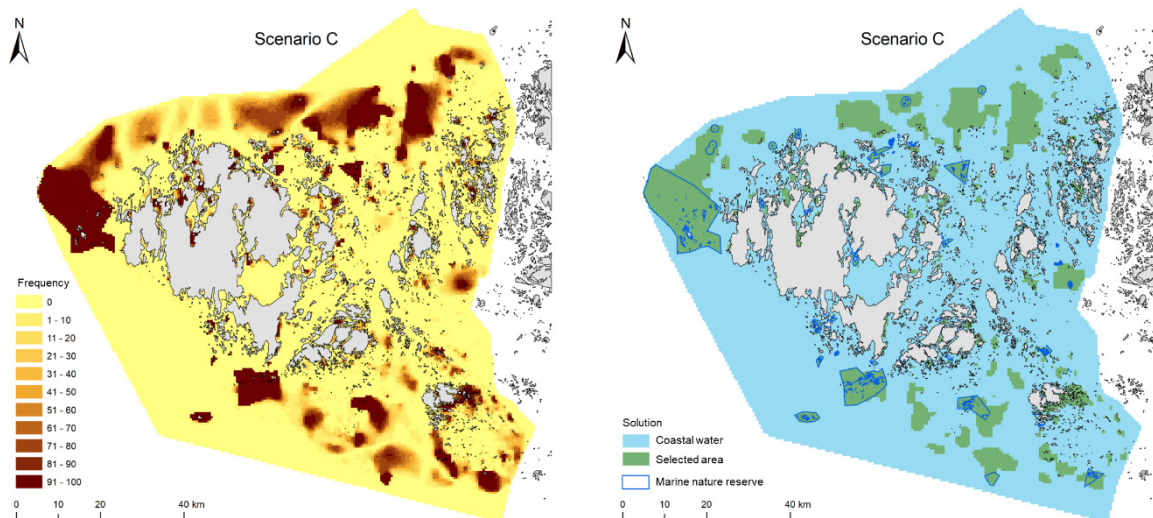 N
Scenario C
Frequency
0
1 - 10
11 - 20
21 - 30
31 - 40
41 - 50
51 - 60
61 - 70
71 - 80
81 - 90
91 - 100
0 10 20 40 km
N
Scenario C
Solution
Coastal water
Selected area
Marine nature reserve
0 10 20 40 km